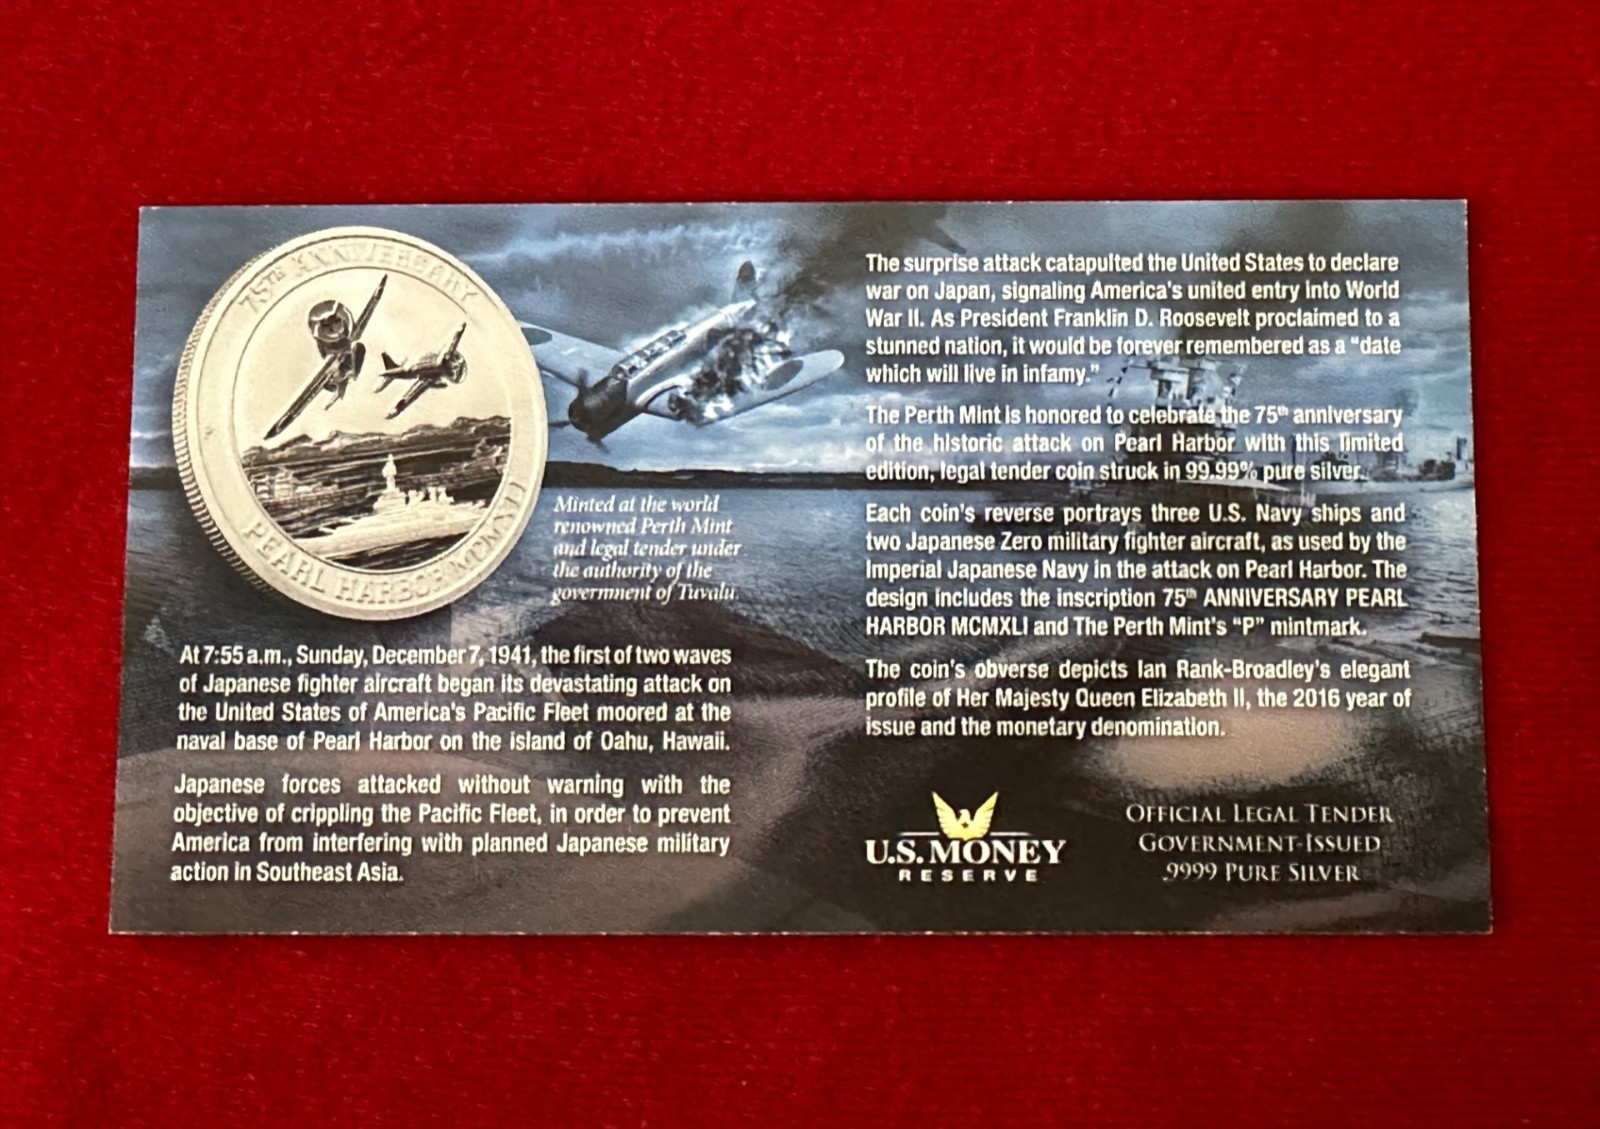 75TH ANNIVERSARY
PEARL HARBOR MCMXLI
Minted at the world
renowned Perth Mint
and legal tender under
the authority of the
government of Tuvalu.
At 7:55 a.m., Sunday, December 7, 1941, the first of two waves
of Japanese fighter aircraft began its devastating attack on
the United States of America's Pacific Fleet moored at the
naval base of Pearl Harbor on the island of Oahu, Hawaii.
Japanese forces attacked without warning with the
objective of crippling the Pacific Fleet, in order to prevent
America from interfering with planned Japanese military
action in Southeast Asia.
The surprise attack catapulted the United States to declare
war on Japan, signaling America's united entry into World
War II. As President Franklin D. Roosevelt proclaimed to a
stunned nation, it would be forever remembered as a "date
which will live in infamy."
The Perth Mint is honored to celebrate the 75th anniversary
of the historic attack on Pearl Harbor with this limited
edition, legal tender coin struck in 99.99% pure silver.
Each coin's reverse portrays three U.S. Navy ships and
two Japanese Zero military fighter aircraft, as used by the
Imperial Japanese Navy in the attack on Pearl Harbor. The
design includes the inscription 75th ANNIVERSARY PEARL
HARBOR MCMXLI and The Perth Mint's "P" mintmark.
The coin's obverse depicts Ian Rank-Broadley's elegant
profile of Her Majesty Queen Elizabeth II, the 2016 year of
issue and the monetary denomination.
U.S. MONEY
RESERVE
OFFICIAL LEGAL TENDER
GOVERNMENT-ISSUED
.9999 PURE SILVER